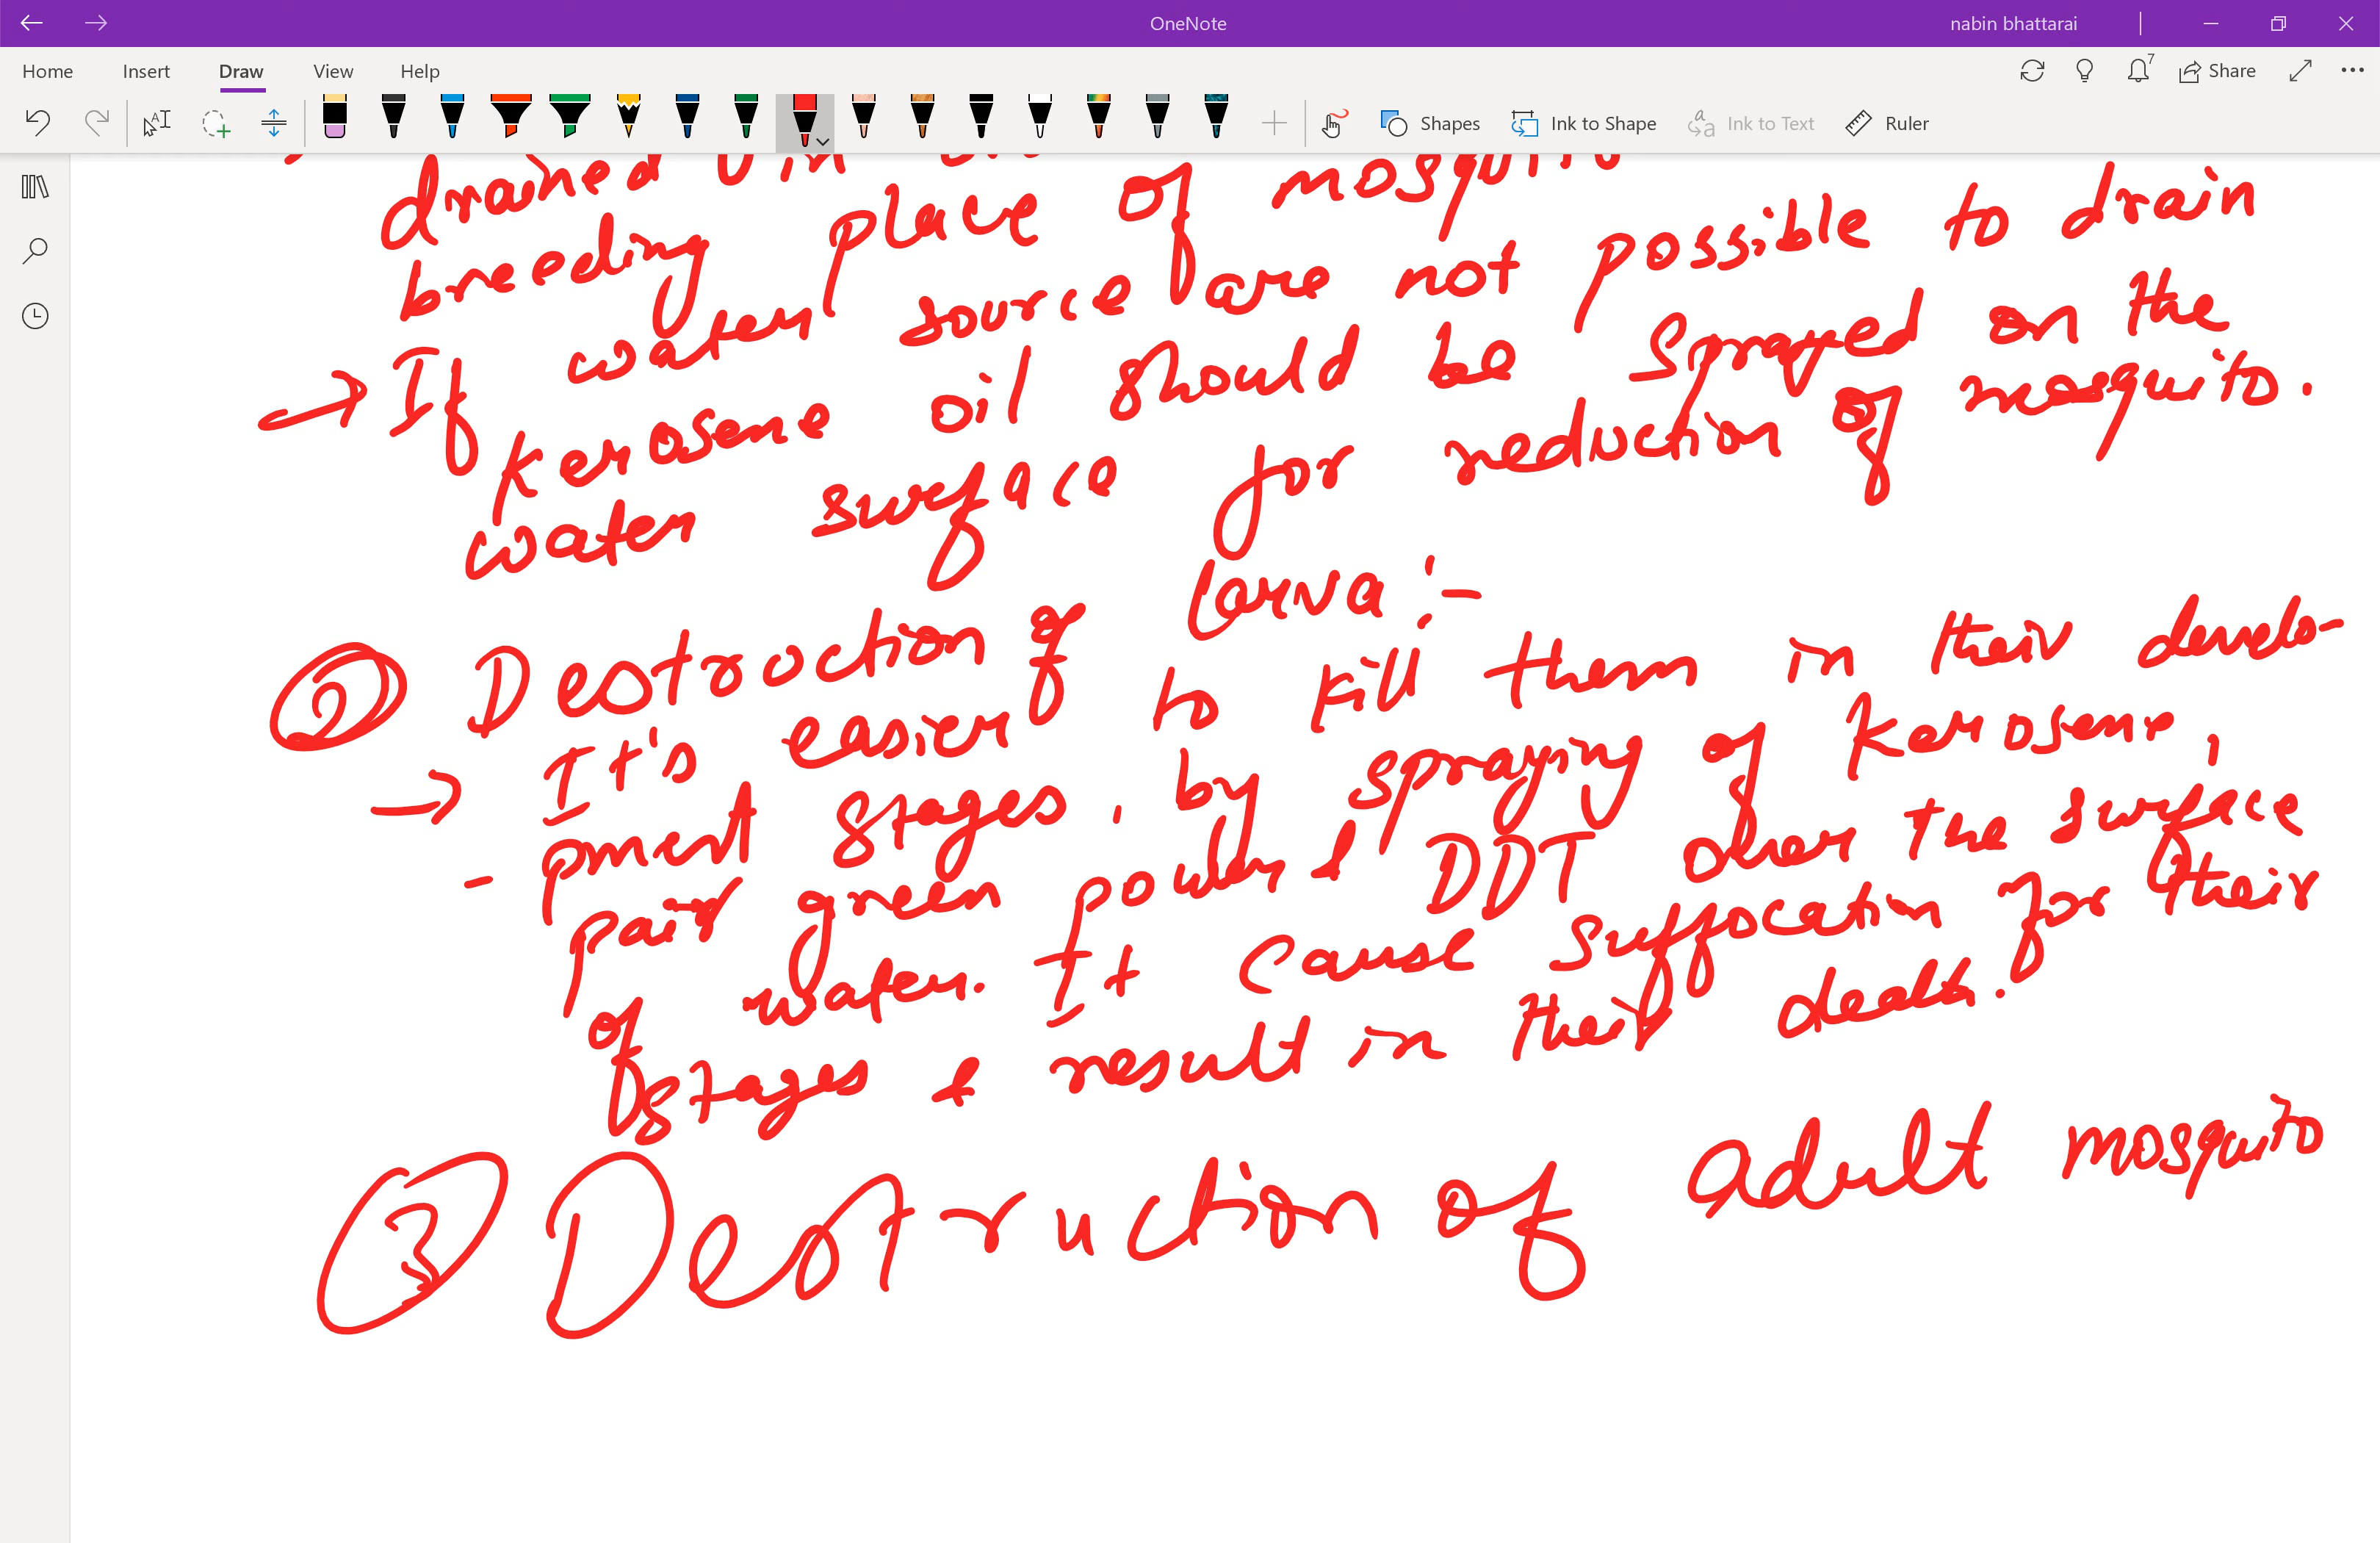 OneNote
nabin bhattarai
Home Insert Draw View Help
7 Share
Shapes Ink to Shape Ink to Text Ruler
drained
breeding place of mosquito
→ If water source are not possible to drain
kerosene oil should be sprayed on the
water surface for reduction of mosquito.
② Destruction of larva :-
→ It's easier to kill them in their develo-
- pment stages, by spraying of kerosene,
green powder & DDT over the surface
of water. It cause suffocation for their
stages & result in their death.
③ Destruction of adult mosquito